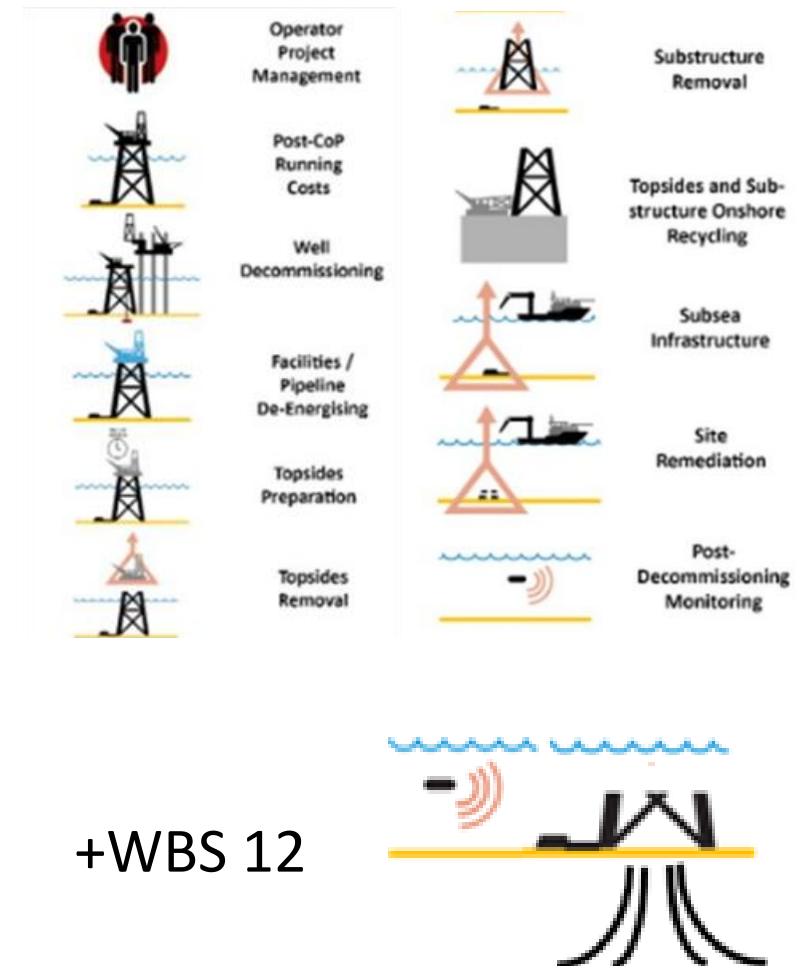 Operator
Project
Management
Post-CoP
Running
Costs
Well
Decommissioning
Facilities /
Pipeline
De-Energising
Topsides
Preparation
Topsides
Removal
Substructure
Removal
Topsides and Sub-
structure Onshore
Recycling
Subsea
Infrastructure
Site
Remediation
Post-
Decommissioning
Monitoring
+WBS 12